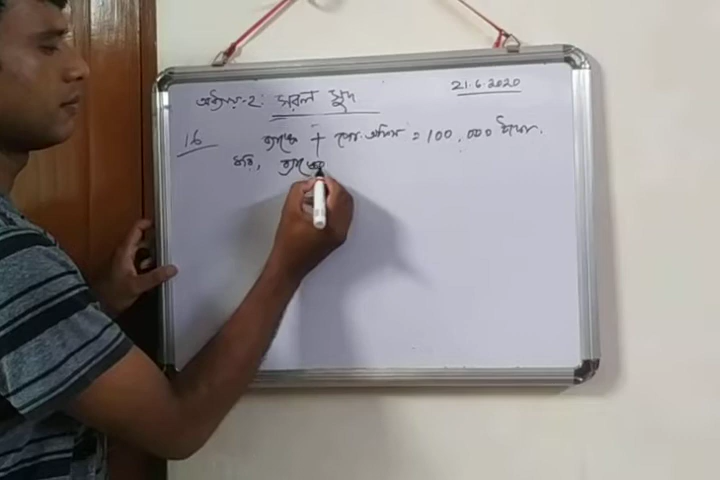 21.6.2020
অধ্যায়-২: সরল সুদ
16 ব্যাংক + পো.অফিস = 100,000 টাকা.
ধরি, ব্যাংকে